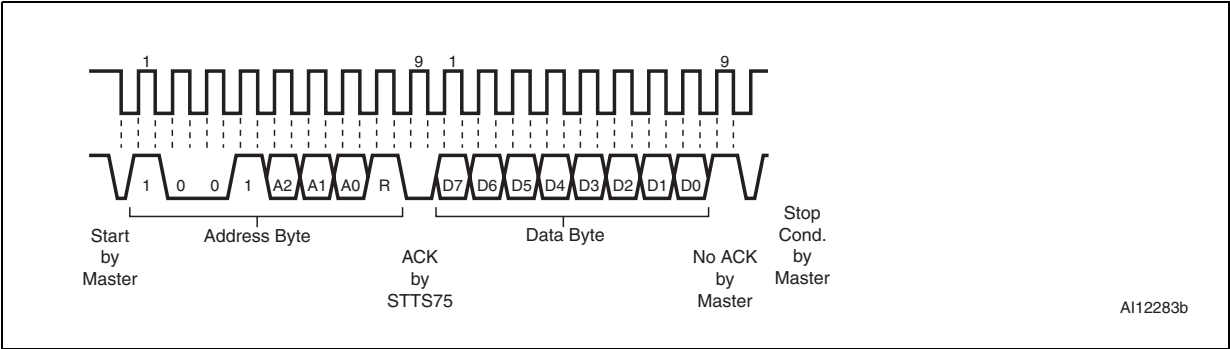 1 9 1 9
1 0 0 1 A2 A1 A0 R D7 D6 D5 D4 D3 D2 D1 D0
Start
by
Master
Address Byte
ACK
by
STTS75
Data Byte
No ACK
by
Master
Stop
Cond.
by
Master
AI12283b